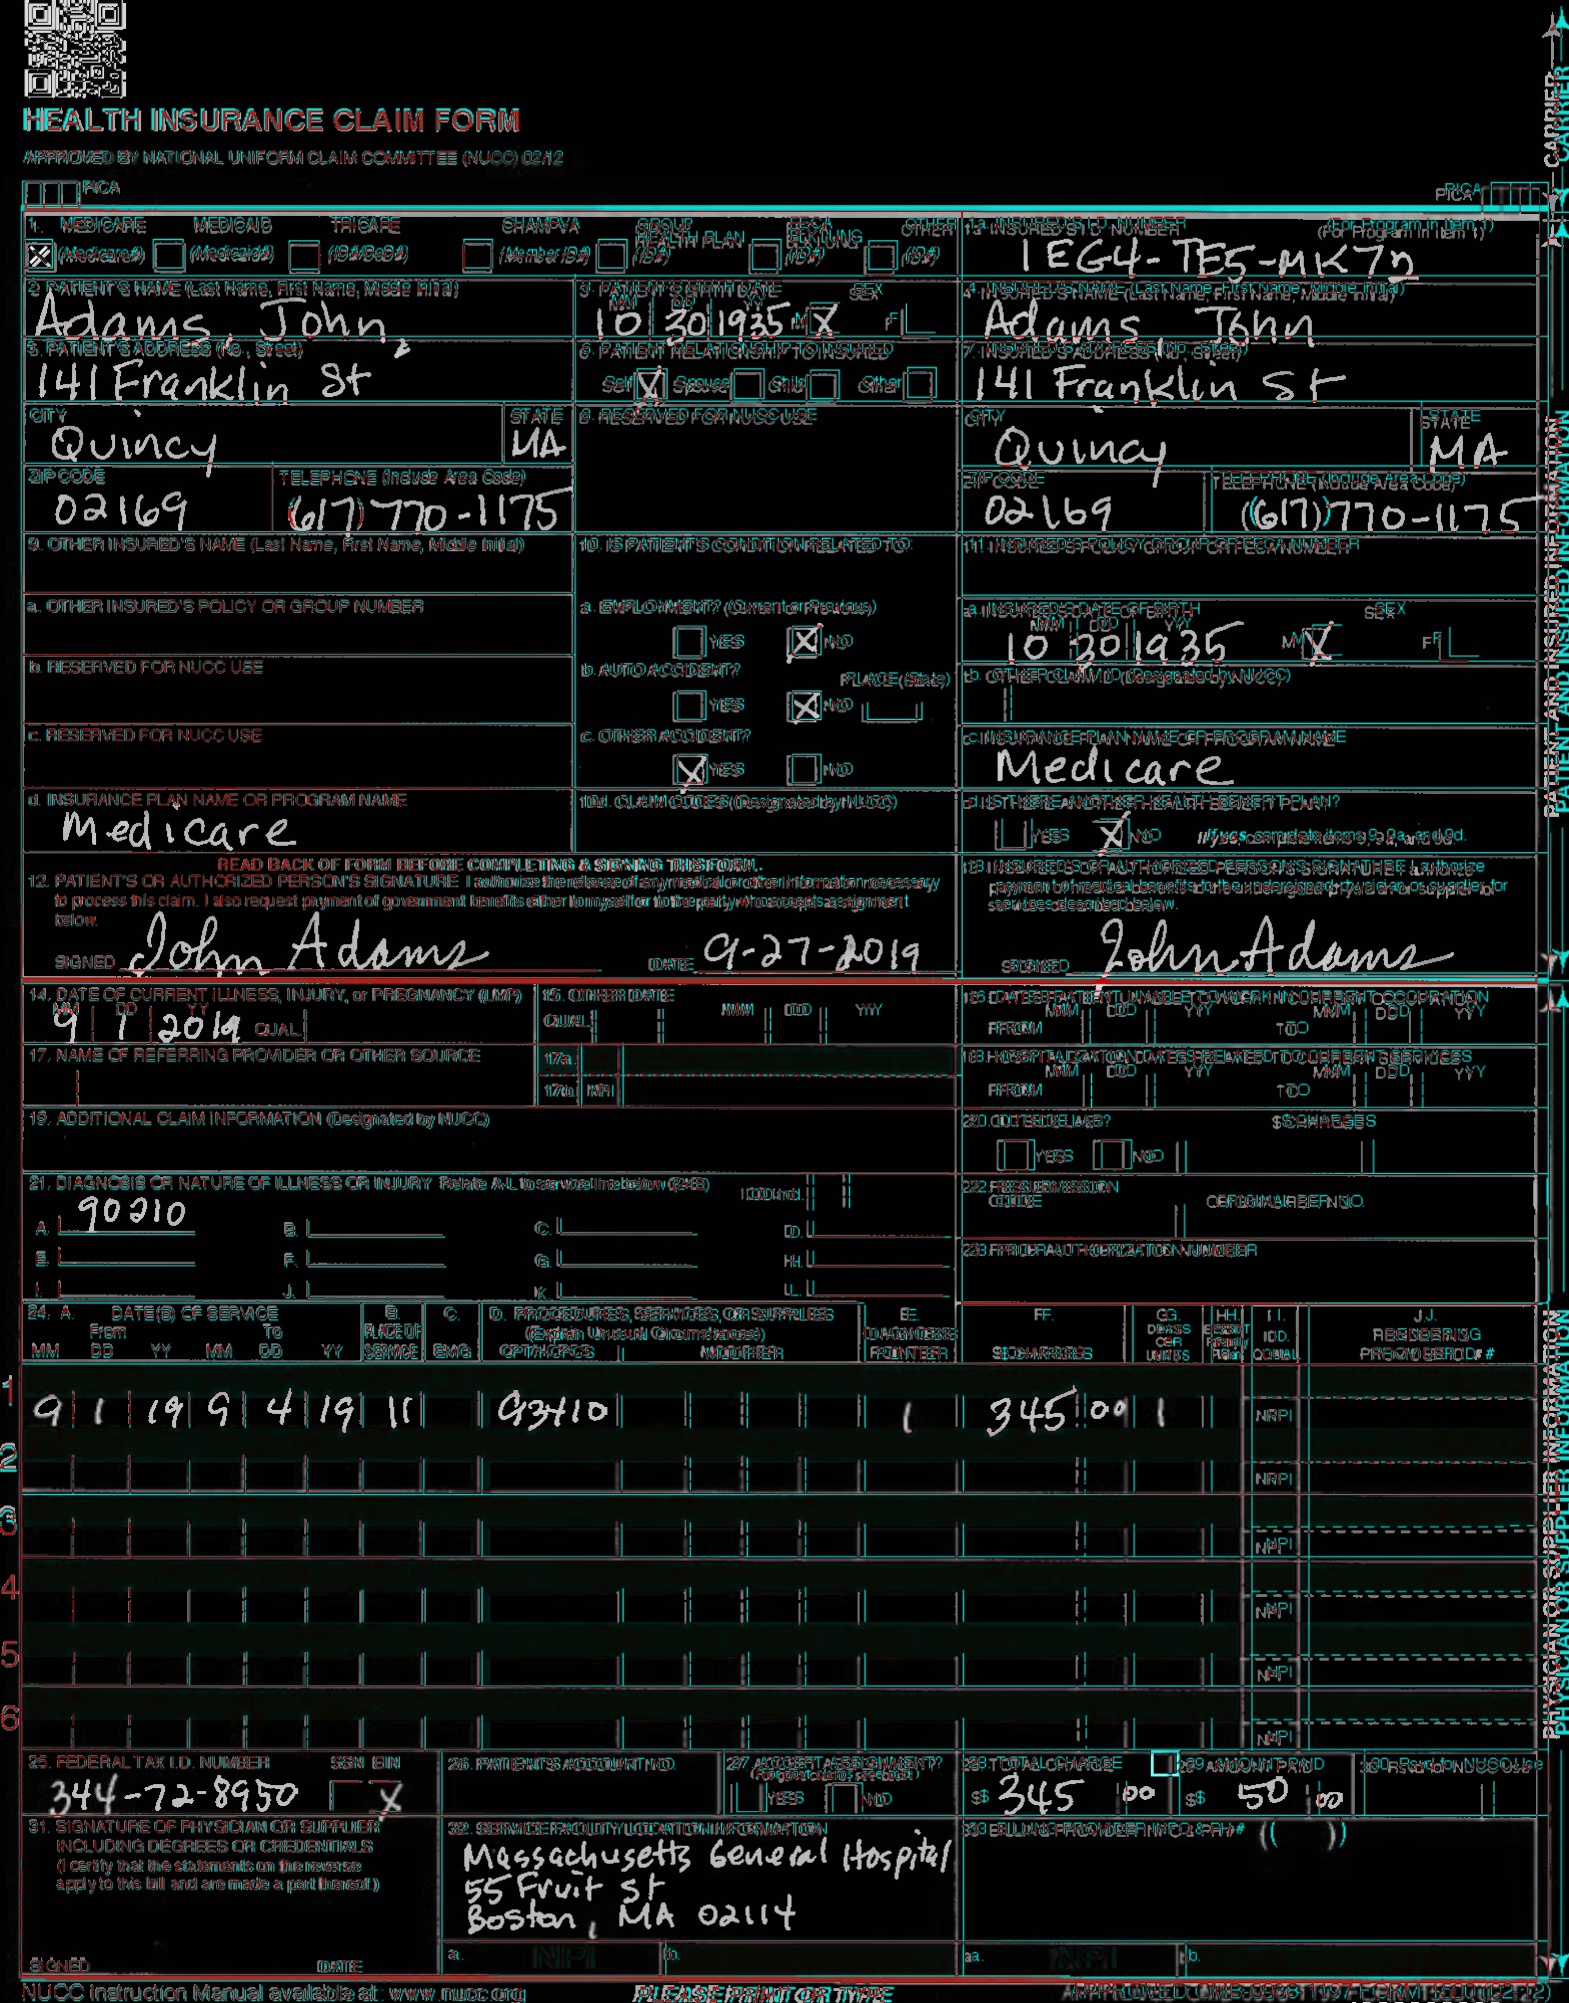 HEALTH INSURANCE CLAIM FORM
APPROVED BY NATIONAL UNIFORM CLAIM COMMITTEE (NUCC) 02/12
PICA
PICA
1. MEDICARE MEDICAID TRICARE CHAMPVA GROUP HEALTH PLAN FECA BLK LUNG OTHER
(Medicare#) (Medicaid#) (ID#/DoD#) (Member ID#) (ID#) (ID#) (ID#)
1a. INSURED'S I.D. NUMBER (For Program in Item 1)
1EG4-TE5-MK72
2. PATIENT'S NAME (Last Name, First Name, Middle Initial)
Adams, John
3. PATIENT'S BIRTH DATE SEX
MM DD YY
10 30 1935 M X F
4. INSURED'S NAME (Last Name, First Name, Middle Initial)
Adams, John
5. PATIENT'S ADDRESS (No., Street)
141 Franklin St
6. PATIENT RELATIONSHIP TO INSURED
Self X Spouse Child Other
7. INSURED'S ADDRESS (No., Street)
141 Franklin St
CITY STATE
Quincy MA
8. RESERVED FOR NUCC USE
CITY STATE
Quincy MA
ZIP CODE TELEPHONE (Include Area Code)
02169 (617) 770-1175
ZIP CODE TELEPHONE (Include Area Code)
02169 (617) 770-1175
9. OTHER INSURED'S NAME (Last Name, First Name, Middle Initial)
10. IS PATIENT'S CONDITION RELATED TO:
11. INSURED'S POLICY GROUP OR FECA NUMBER
a. OTHER INSURED'S POLICY OR GROUP NUMBER
a. EMPLOYMENT? (Current or Previous)
YES X NO
a. INSURED'S DATE OF BIRTH SEX
MM DD YY
10 30 1935 M X F
b. RESERVED FOR NUCC USE
b. AUTO ACCIDENT? PLACE (State)
YES X NO
b. OTHER CLAIM ID (Designated by NUCC)
c. RESERVED FOR NUCC USE
c. OTHER ACCIDENT?
X YES NO
c. INSURANCE PLAN NAME OR PROGRAM NAME
Medicare
d. INSURANCE PLAN NAME OR PROGRAM NAME
Medicare
10d. CLAIM CODES (Designated by NUCC)
d. IS THERE ANOTHER HEALTH BENEFIT PLAN?
YES X NO If yes, complete items 9, 9a, and 9d.
READ BACK OF FORM BEFORE COMPLETING & SIGNING THIS FORM.
12. PATIENT'S OR AUTHORIZED PERSON'S SIGNATURE I authorize the release of any medical or other information necessary
to process this claim. I also request payment of government benefits either to myself or to the party who accepts assignment
below.
SIGNED John Adams DATE 9-27-2019
13. INSURED'S OR AUTHORIZED PERSON'S SIGNATURE I authorize
payment of medical benefits to the undersigned physician or supplier for
services described below.
SIGNED John Adams
14. DATE OF CURRENT ILLNESS, INJURY, or PREGNANCY (LMP)
MM DD YY
9 1 2019 QUAL.
15. OTHER DATE
QUAL. MM DD YY
16. DATES PATIENT UNABLE TO WORK IN CURRENT OCCUPATION
MM DD YY MM DD YY
FROM TO
17. NAME OF REFERRING PROVIDER OR OTHER SOURCE
17a.
17b. NPI
18. HOSPITALIZATION DATES RELATED TO CURRENT SERVICES
MM DD YY MM DD YY
FROM TO
19. ADDITIONAL CLAIM INFORMATION (Designated by NUCC)
20. OUTSIDE LAB? $ CHARGES
YES NO
21. DIAGNOSIS OR NATURE OF ILLNESS OR INJURY Relate A-L to service line below (24E) ICD Ind.
A. 90210 B. C. D.
E. F. G. H.
I. J. K. L.
22. RESUBMISSION CODE ORIGINAL REF. NO.
23. PRIOR AUTHORIZATION NUMBER
24. A. DATE(S) OF SERVICE B. C. D. PROCEDURES, SERVICES, OR SUPPLIES E. F. G. H. I. J.
From To PLACE OF (Explain Unusual Circumstances) DIAGNOSIS DAYS OR EPSDT Family ID. RENDERING
MM DD YY MM DD YY SERVICE EMG CPT/HCPCS MODIFIER POINTER $ CHARGES UNITS Plan QUAL. PROVIDER ID. #
1 9 1 19 9 4 19 11 93410 1 345 00 1 NPI
2 NPI
3 NPI
4 NPI
5 NPI
6 NPI
25. FEDERAL TAX I.D. NUMBER SSN EIN
344-72-8950 X
26. PATIENT'S ACCOUNT NO.
27. ACCEPT ASSIGNMENT?
(For govt. claims, see back)
YES NO
28. TOTAL CHARGE
$ 345 00
29. AMOUNT PAID
$ 50 00
30. Rsvd for NUCC Use
31. SIGNATURE OF PHYSICIAN OR SUPPLIER
INCLUDING DEGREES OR CREDENTIALS
(I certify that the statements on the reverse
apply to this bill and are made a part thereof.)
SIGNED DATE
32. SERVICE FACILITY LOCATION INFORMATION
Massachusetts General Hospital
55 Fruit St
Boston, MA 02114
a. NPI b.
33. BILLING PROVIDER INFO & PH # ( )
a. NPI b.
NUCC Instruction Manual available at: www.nucc.org
PLEASE PRINT OR TYPE
CARRIER
PATIENT AND INSURED INFORMATION
PHYSICIAN OR SUPPLIER INFORMATION